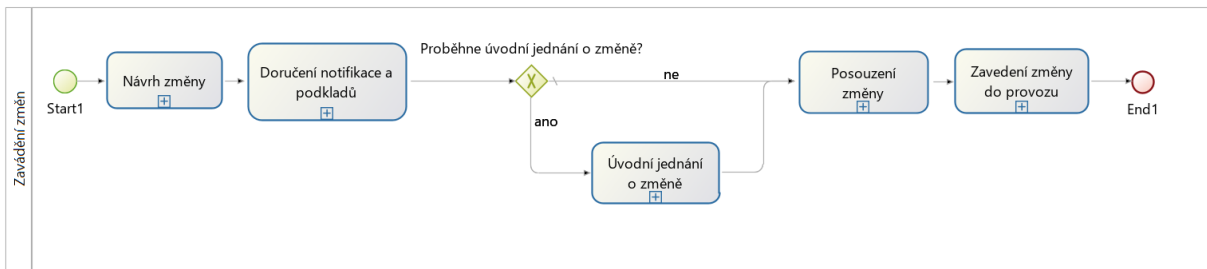 Zavádění změn
Start1
Návrh změny
Doručení notifikace a
podkladů
Proběhne úvodní jednání o změně?
ne
ano
Úvodní jednání
o změně
Posouzení
změny
Zavedení změny
do provozu
End1